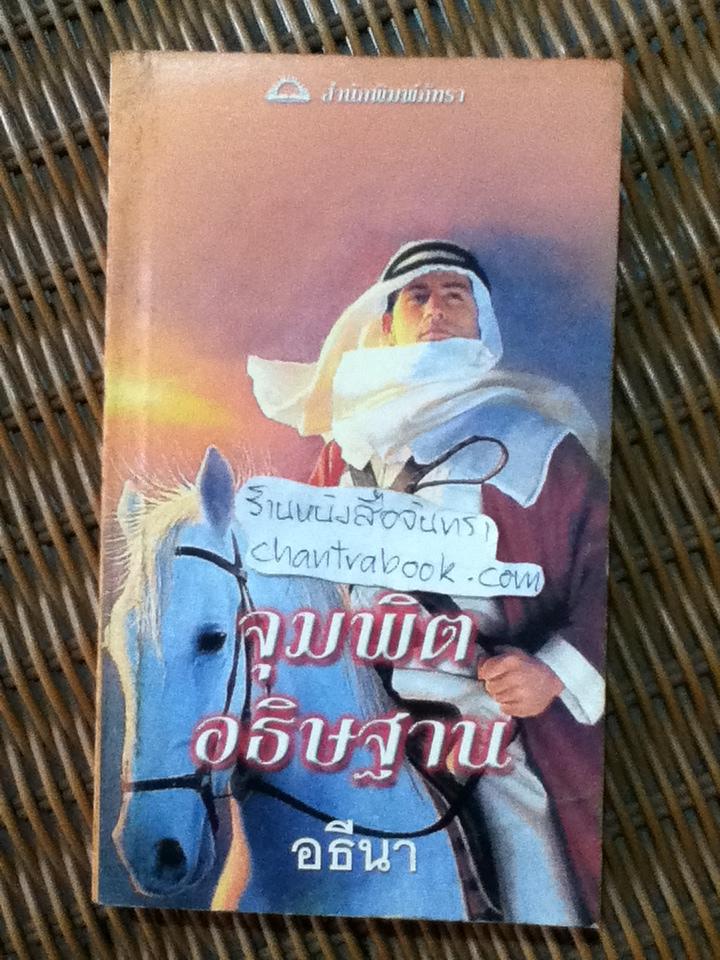 สำนักพิมพ์ภัทรา
ร้านหนังสือจันทรา
chantrabook.com
จุมพิต
อธิษฐาน
อธีนา